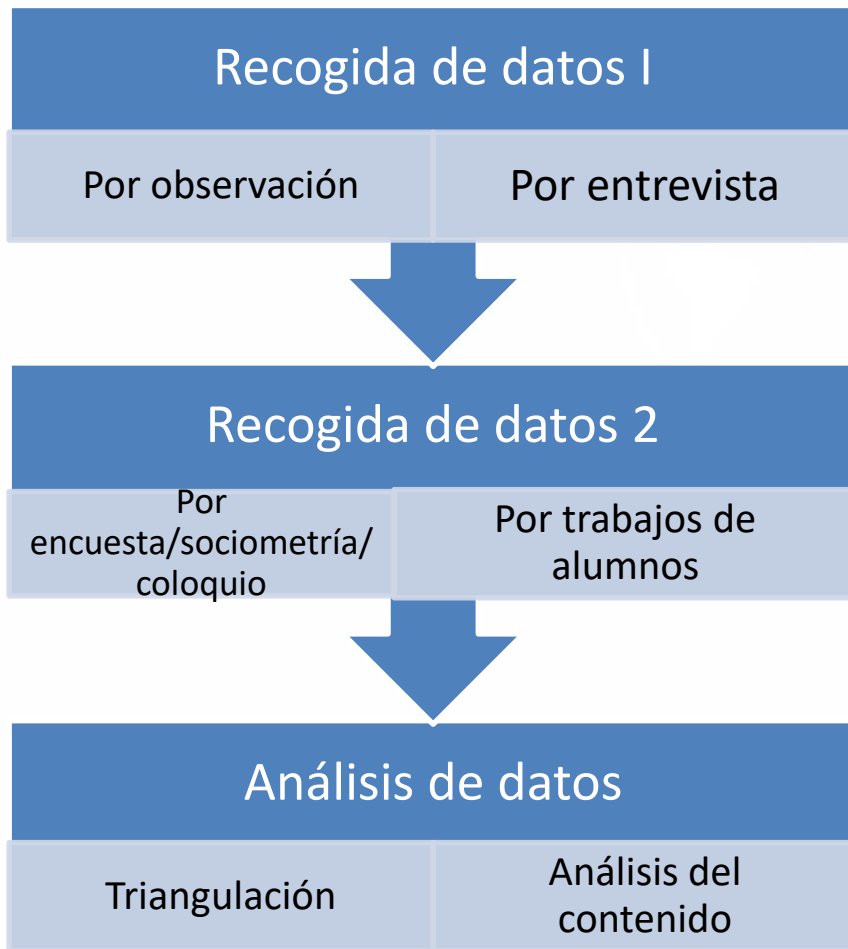 Recogida de datos I
Por observación
Por entrevista
Recogida de datos 2
Por
encuesta/sociometría/
coloquio
Por trabajos de
alumnos
Análisis de datos
Triangulación
Análisis del
contenido